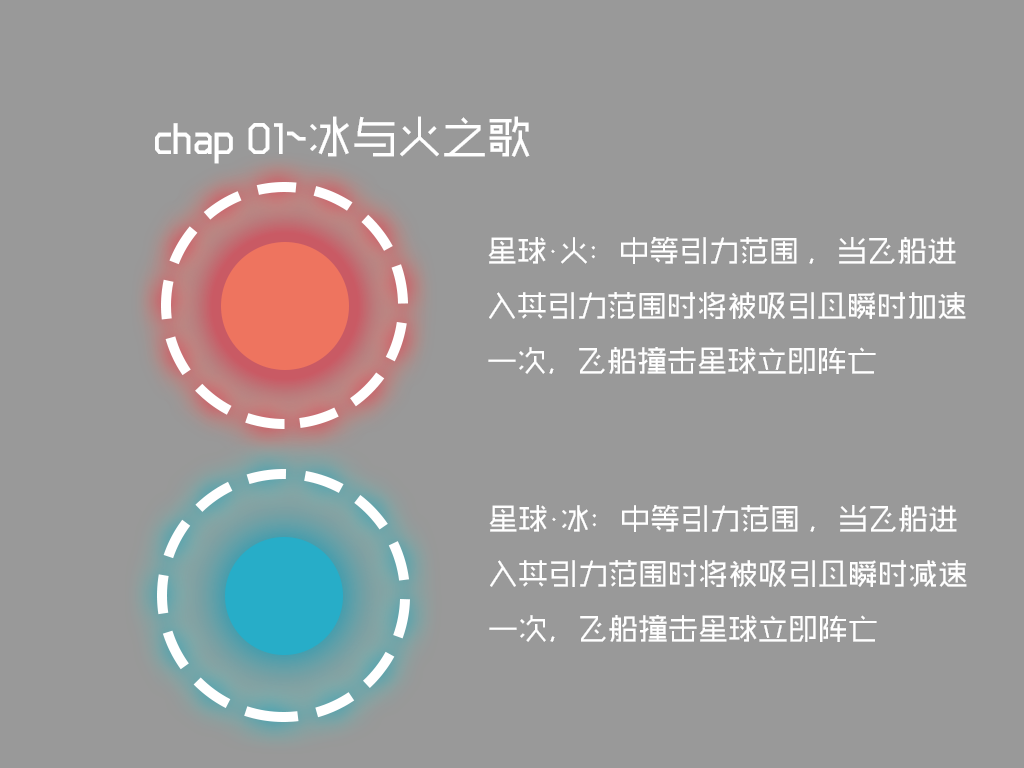 chap 01~冰与火之歌
星球·火：中等引力范围，当飞船进
入其引力范围时将被吸引且瞬时加速
一次，飞船撞击星球立即阵亡
星球·冰：中等引力范围，当飞船进
入其引力范围时将被吸引且瞬时减速
一次，飞船撞击星球立即阵亡